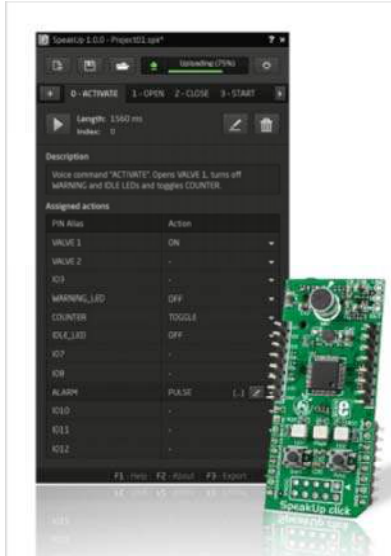 SpeakUp 1.0.0 - Project01.spk*
? ×
Uploading (75%)
+ 0 - ACTIVATE 1 - OPEN 2 - CLOSE 3 - START
Length: 1560 ms
Index: 0
Description
Voice command "ACTIVATE". Opens VALVE 1, turns off
WARNING and IDLE LEDs and toggles COUNTER.
Assigned actions
PIN Alias Action
VALVE 1 ON
VALVE 2 -
IO3 -
WARNING_LED OFF
COUNTER TOGGLE
IDLE_LED OFF
IO7 -
IO8 -
ALARM PULSE [...]
IO10 -
IO11 -
IO12 -
F1 - Help F2 - About F3 - Export
SpeakUp click